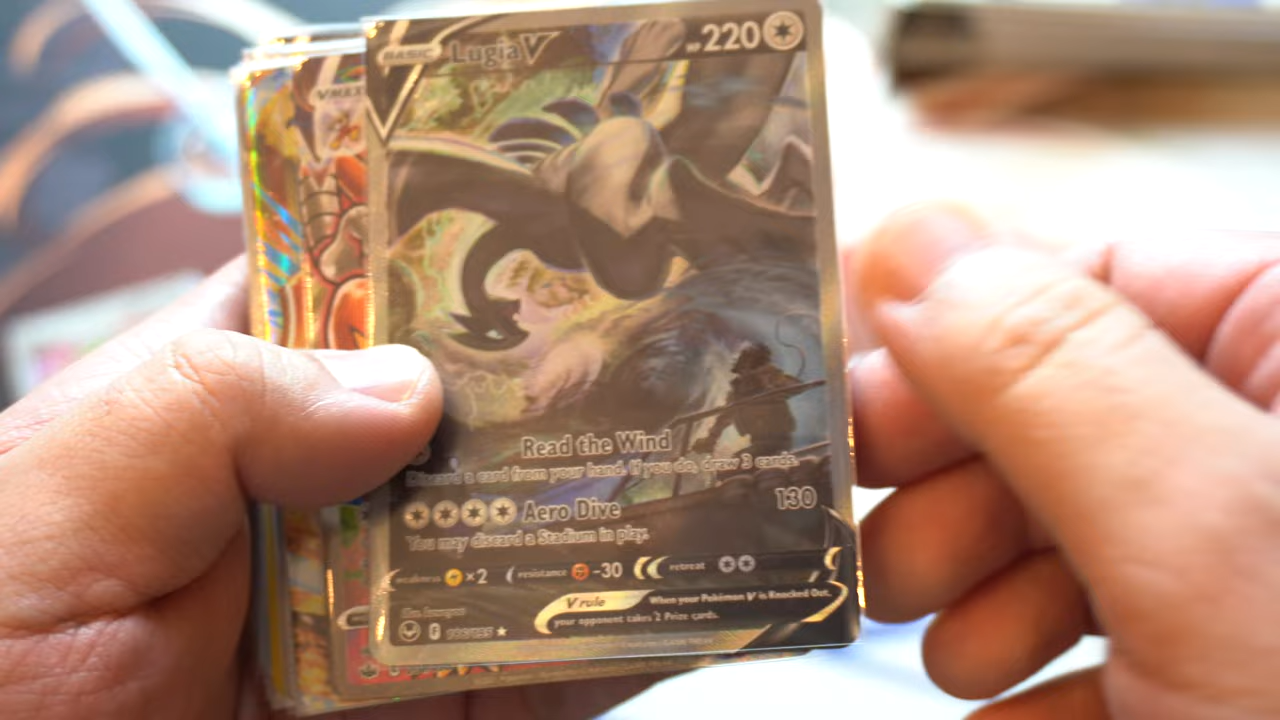 BASIC Lugia V HP 220
VMAX
Read the Wind
Discard a card from your hand. If you do, draw 3 cards.
Aero Dive 130
You may discard a Stadium in play.
weakness ×2 resistance -30 retreat
V rule When your Pokémon V is Knocked Out,
your opponent takes 2 Prize cards.